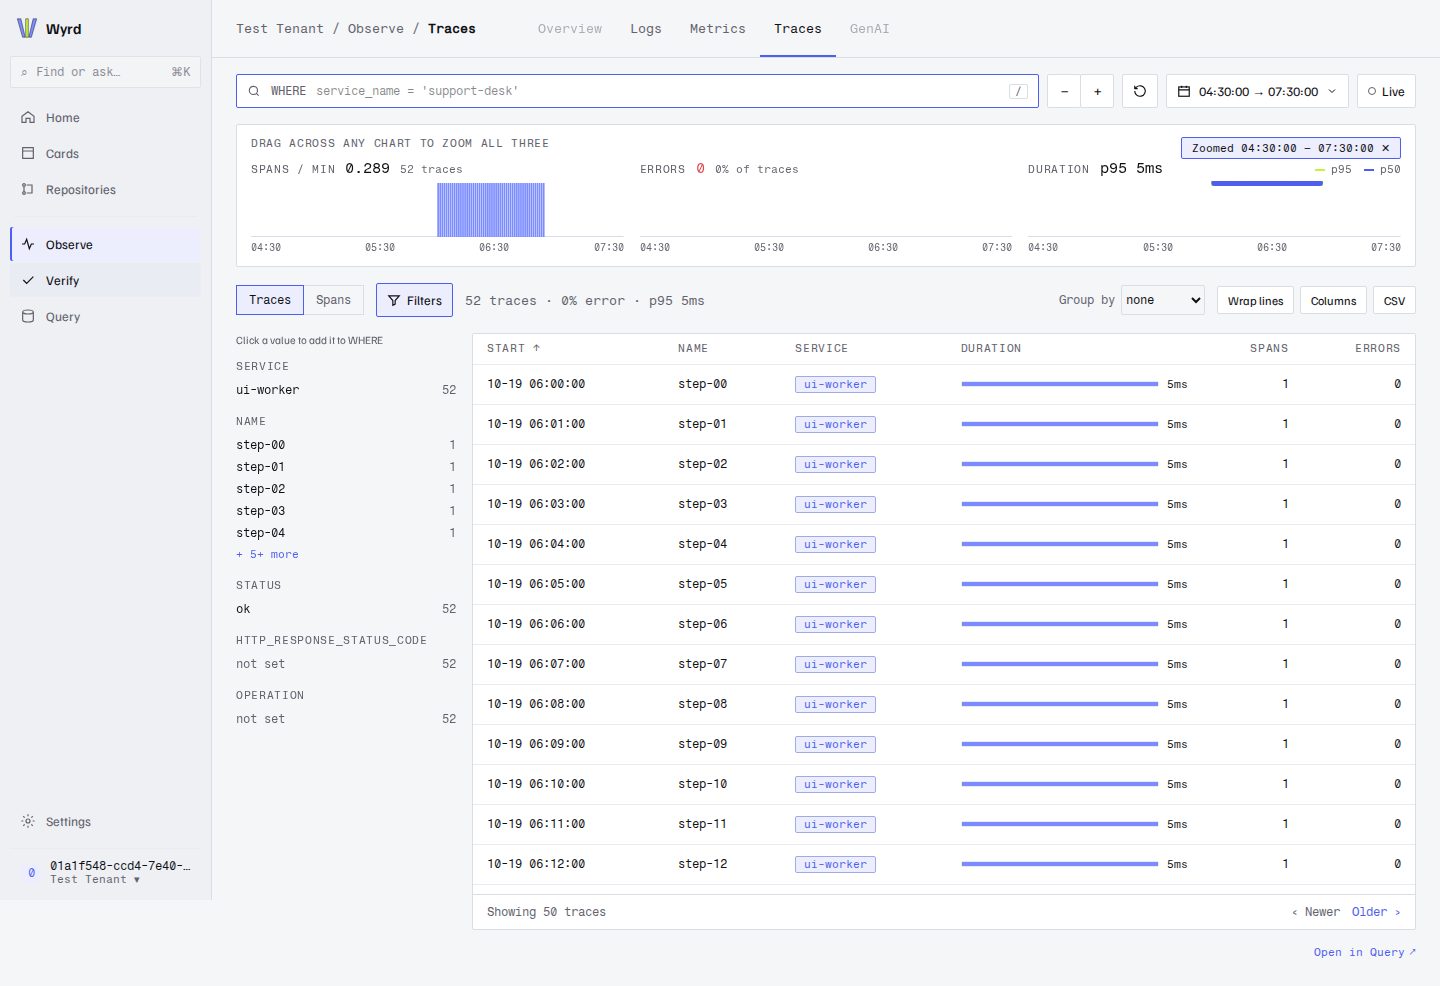 Wyrd
Find or ask… ⌘K
Home
Cards
Repositories
Observe
Verify
Query
Settings
0
01a1f548-ccd4-7e40-…
Test Tenant ▾
Test Tenant / Observe / Traces
Overview Logs Metrics Traces GenAI
WHERE service_name = 'support-desk' /
− + 04:30:00 → 07:30:00 Live
DRAG ACROSS ANY CHART TO ZOOM ALL THREE
Zoomed 04:30:00 – 07:30:00 ×
SPANS / MIN 0.289 52 traces
04:30 05:30 06:30 07:30
ERRORS 0 0% of traces
04:30 05:30 06:30 07:30
DURATION p95 5ms p95 p50
04:30 05:30 06:30 07:30
Traces Spans Filters 52 traces · 0% error · p95 5ms
Group by none Wrap lines Columns CSV
Click a value to add it to WHERE
SERVICE
ui-worker 52
NAME
step-00 1
step-01 1
step-02 1
step-03 1
step-04 1
+ 5+ more
STATUS
ok 52
HTTP_RESPONSE_STATUS_CODE
not set 52
OPERATION
not set 52
START ↑ NAME SERVICE DURATION SPANS ERRORS
10-19 06:00:00 step-00 ui-worker 5ms 1 0
10-19 06:01:00 step-01 ui-worker 5ms 1 0
10-19 06:02:00 step-02 ui-worker 5ms 1 0
10-19 06:03:00 step-03 ui-worker 5ms 1 0
10-19 06:04:00 step-04 ui-worker 5ms 1 0
10-19 06:05:00 step-05 ui-worker 5ms 1 0
10-19 06:06:00 step-06 ui-worker 5ms 1 0
10-19 06:07:00 step-07 ui-worker 5ms 1 0
10-19 06:08:00 step-08 ui-worker 5ms 1 0
10-19 06:09:00 step-09 ui-worker 5ms 1 0
10-19 06:10:00 step-10 ui-worker 5ms 1 0
10-19 06:11:00 step-11 ui-worker 5ms 1 0
10-19 06:12:00 step-12 ui-worker 5ms 1 0
Showing 50 traces ‹ Newer Older ›
Open in Query ↗